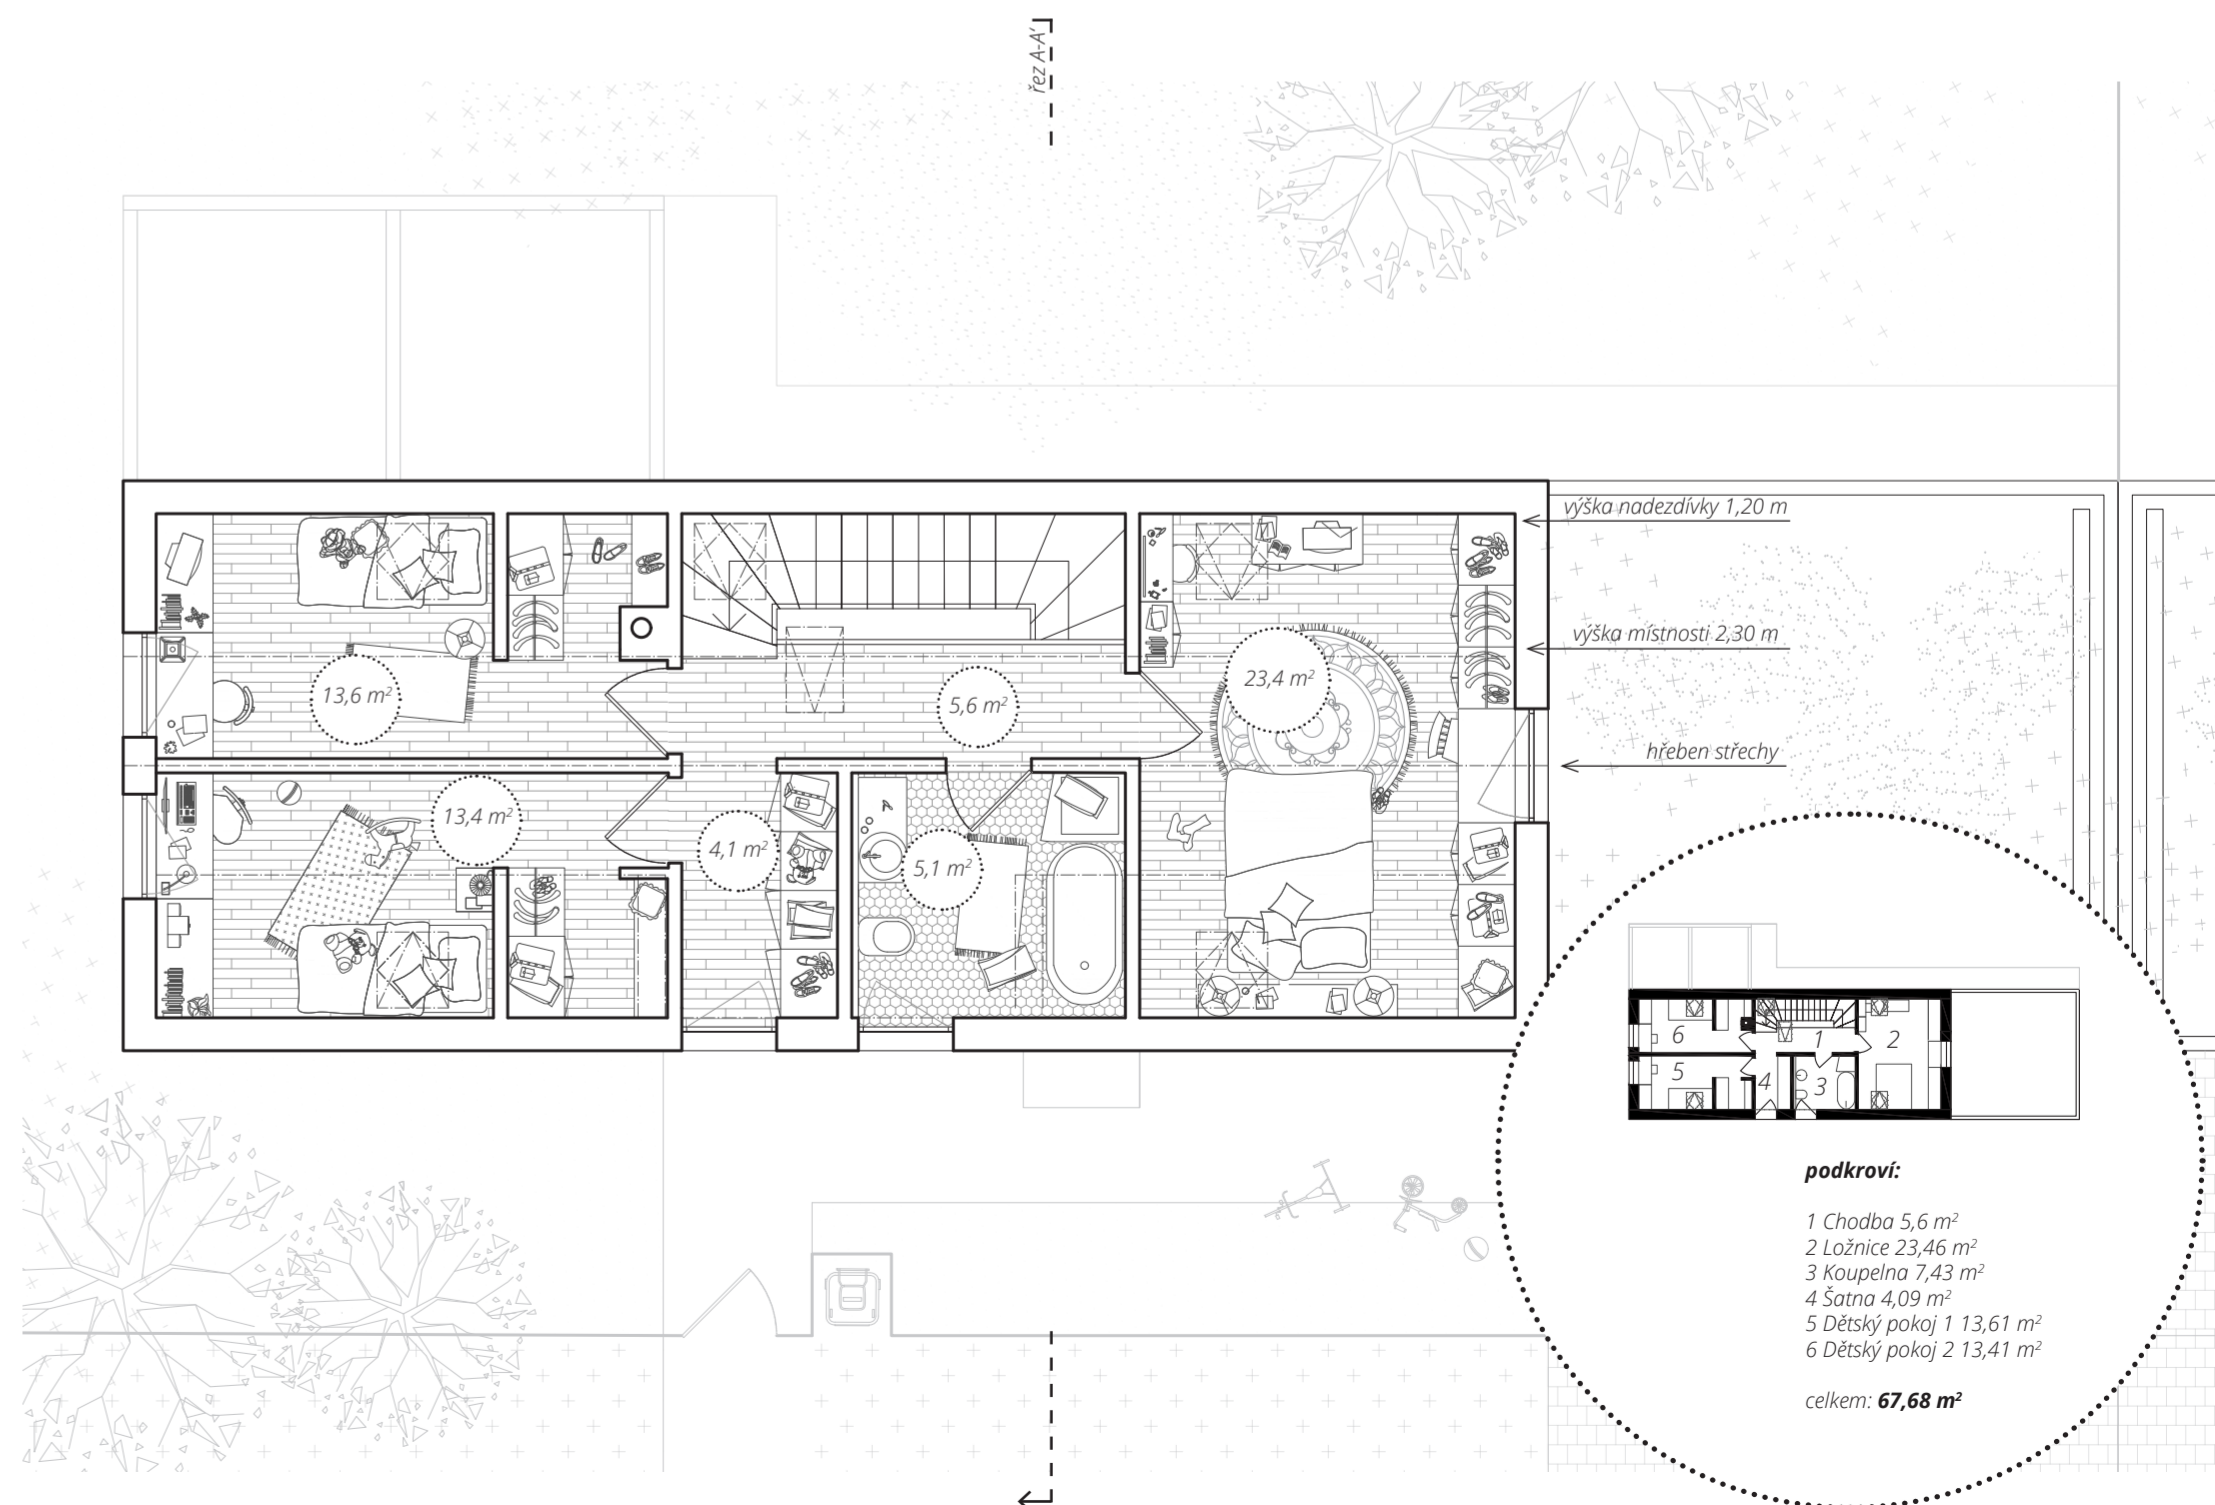 řez A-A'
výška nadezdívky 1,20 m
výška místnosti 2,30 m
hřeben střechy
13,6 m²
5,6 m²
23,4 m²
13,4 m²
4,1 m²
5,1 m²
6
1
2
5
4
3
podkroví:
1 Chodba 5,6 m²
2 Ložnice 23,46 m²
3 Koupelna 7,43 m²
4 Šatna 4,09 m²
5 Dětský pokoj 1 13,61 m²
6 Dětský pokoj 2 13,41 m²
celkem: 67,68 m²